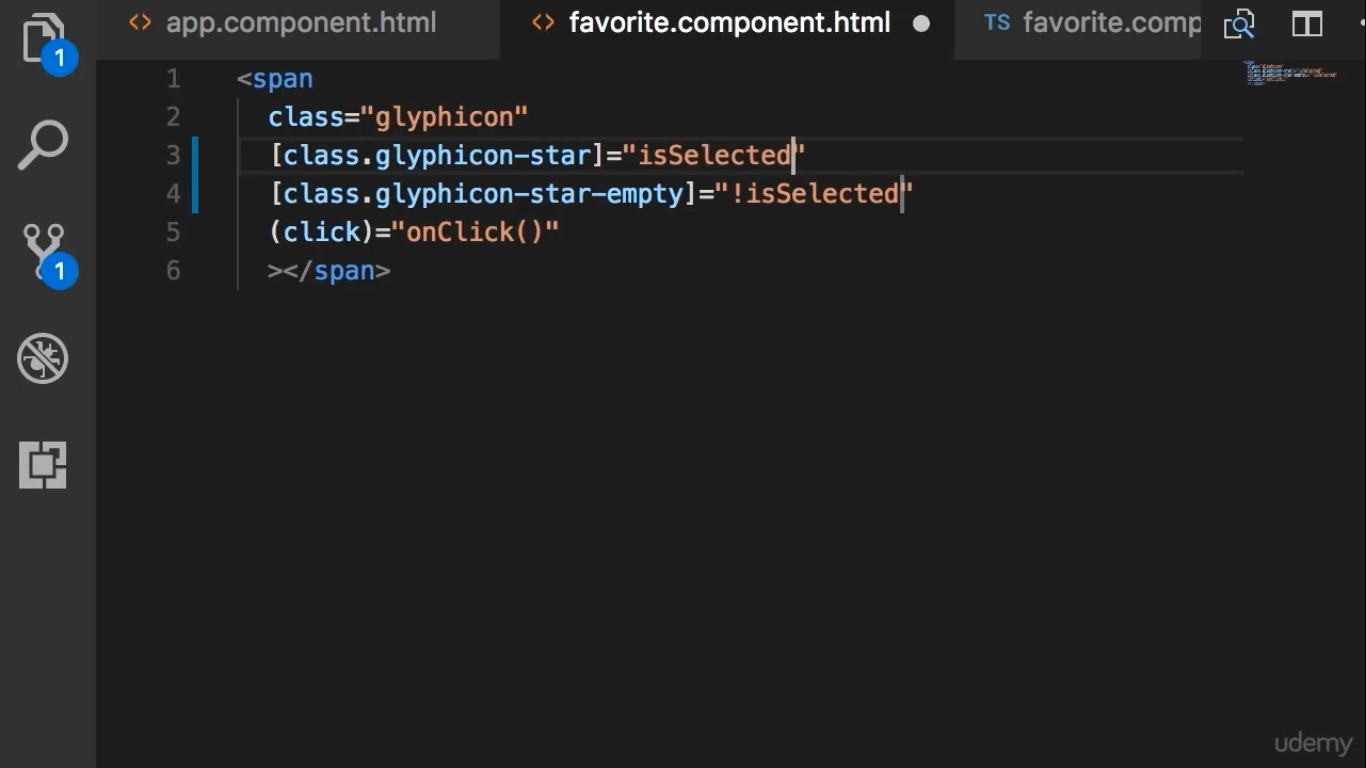 1
1
<> app.component.html
<> favorite.component.html
TS favorite.comp
1 <span
2 class="glyphicon"
3 [class.glyphicon-star]="isSelected"
4 [class.glyphicon-star-empty]="!isSelected"
5 (click)="onClick()"
6 ></span>
udemy